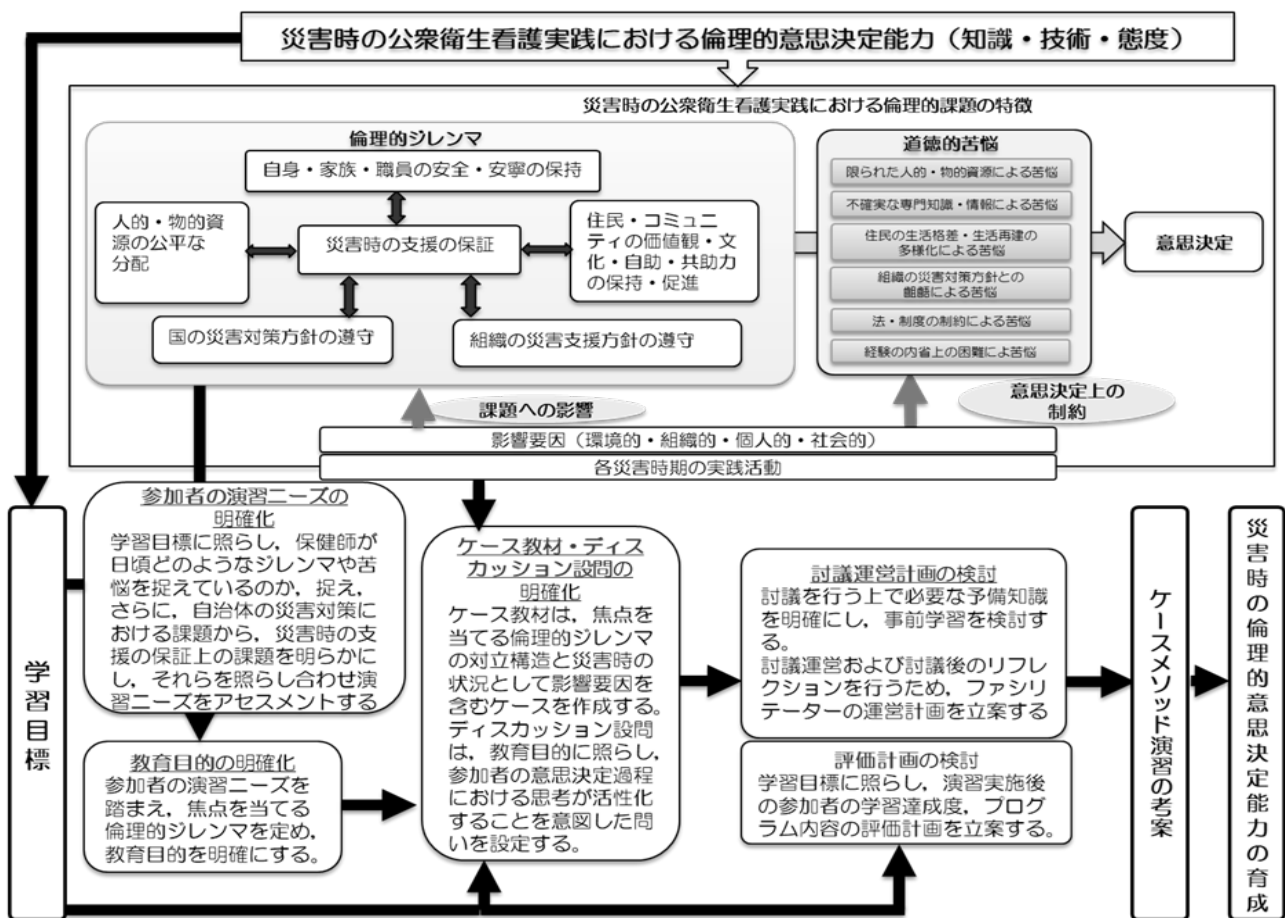 災害時の公衆衛生看護実践における倫理的意思決定能力（知識・技術・態度）
災害時の公衆衛生看護実践における倫理的課題の特徴
倫理的ジレンマ
自身・家族・職員の安全・安寧の保持
人的・物的資
源の公平な
分配
災害時の支援の保証
住民・コミュニ
ティの価値観・文
化・自助・共助力
の保持・促進
国の災害対策方針の遵守
組織の災害支援方針の遵守
道徳的苦悩
限られた人的・物的資源による苦悩
不確実な専門知識・情報による苦悩
住民の生活格差・生活再建の
多様化による苦悩
組織の災害対策方針との
齟齬による苦悩
法・制度の制約による苦悩
経験の内省上の困難によ苦悩
意思決定
課題への影響
意思決定上の
制約
影響要因（環境的・組織的・個人的・社会的）
各災害時期の実践活動
学習目標
参加者の演習ニーズの
明確化
学習目標に照らし，保健師が
日頃どのようなジレンマや苦
悩を捉えているのか，捉え，
さらに，自治体の災害対策に
おける課題から，災害時の支
援の保証上の課題を明らかに
し，それらを照らし合わせ演
習ニーズをアセスメントする
教育目的の明確化
参加者の演習ニーズを
踏まえ，焦点を当てる
倫理的ジレンマを定め，
教育目的を明確にする。
ケース教材・ディス
カッション設問の
明確化
ケース教材は，焦点を
当てる倫理的ジレンマ
の対立構造と災害時の
状況として影響要因を
含むケースを作成する。
ディスカッション設問
は，教育目的に照らし，
参加者の意思決定過程
における思考が活性化
することを意図した問
いを設定する。
討議運営計画の検討
討議を行う上で必要な予備知識
を明確にし，事前学習を検討す
る。
討議運営および討議後のリフレ
クションを行うため，ファシリ
テーターの運営計画を立案する
評価計画の検討
学習目標に照らし，演習実施後
の参加者の学習達成度，プログ
ラム内容の評価計画を立案する。
ケースメソッド演習の考案
災害時の倫理的意思決定能力の育成